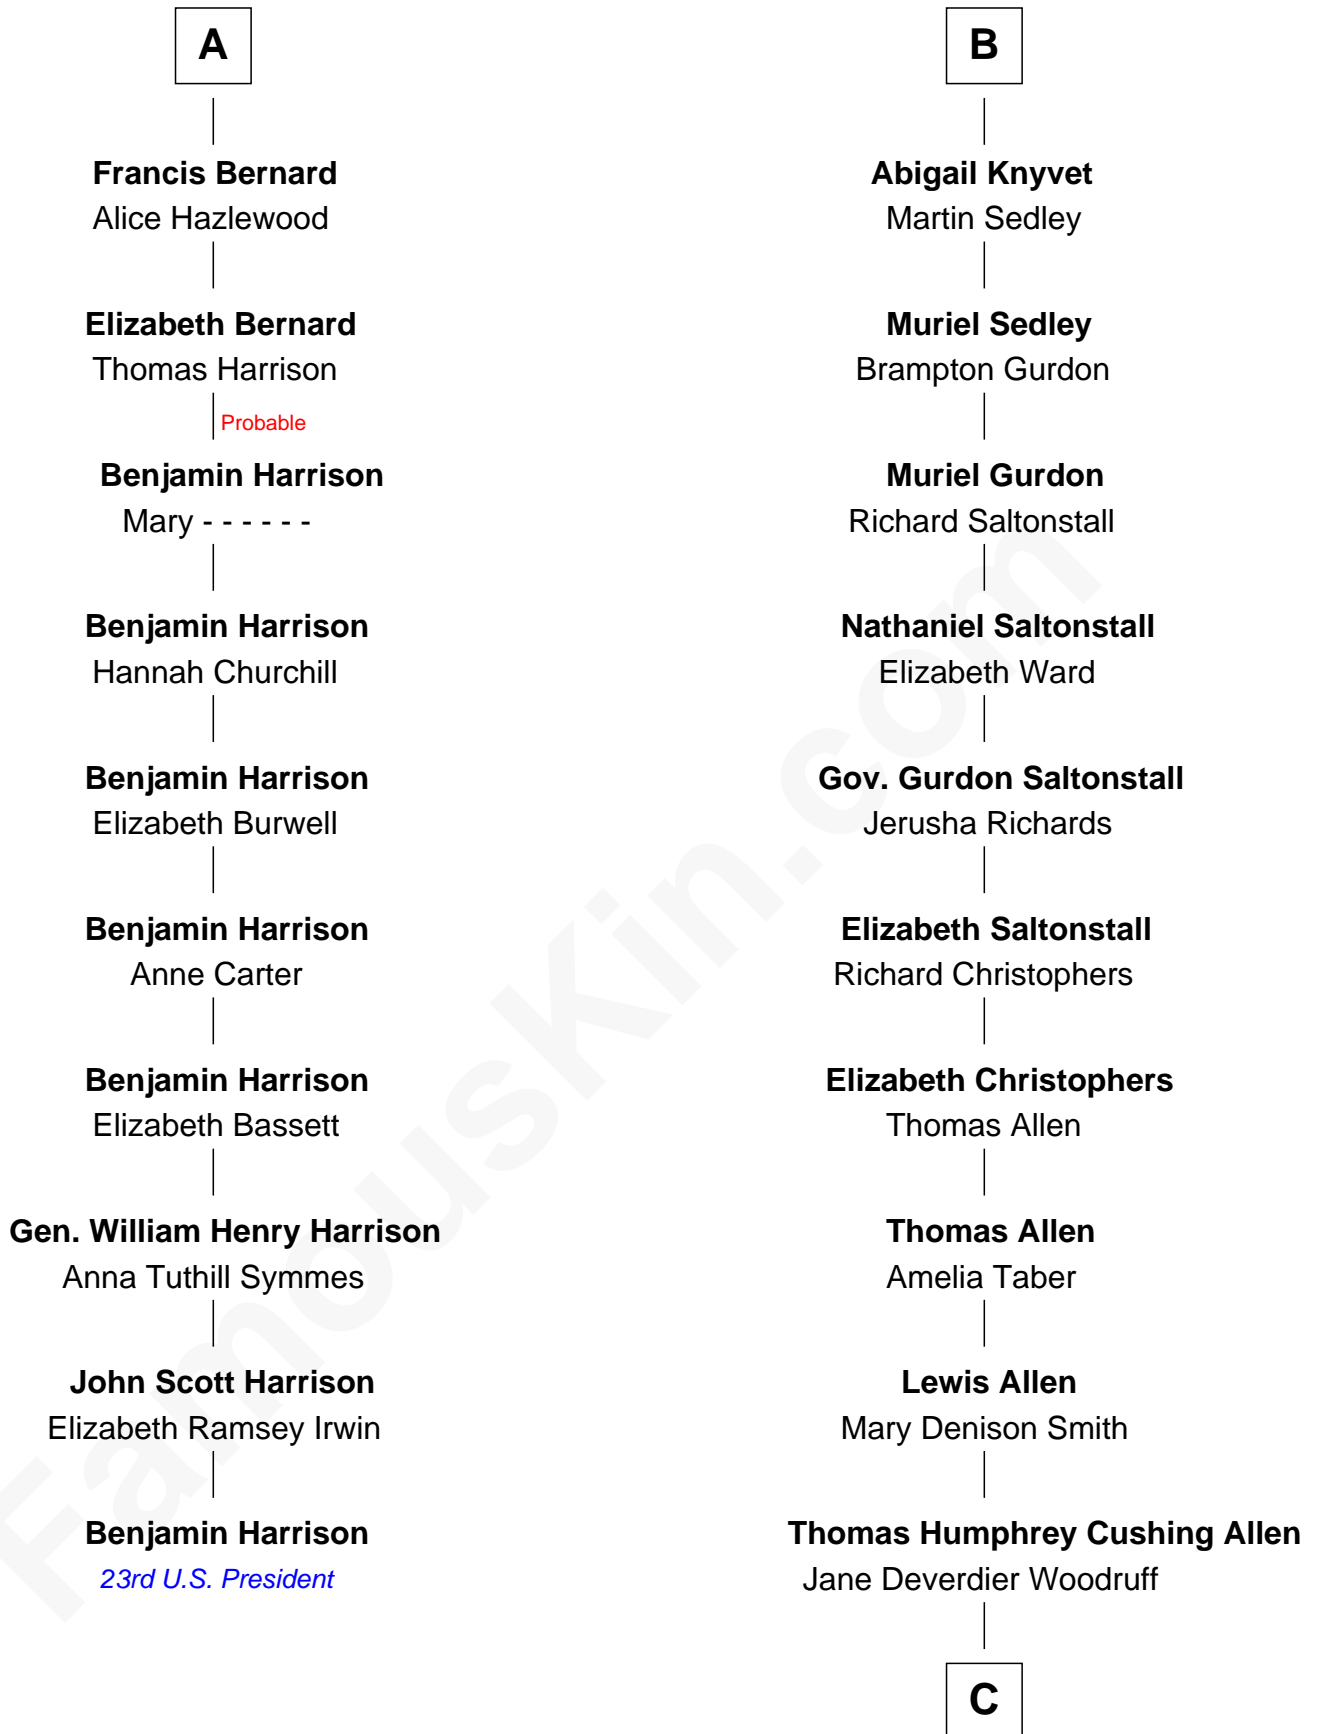 A
Francis Bernard
Alice Hazlewood
Elizabeth Bernard
Thomas Harrison
Probable
Benjamin Harrison
Mary - - - - - -
Benjamin Harrison
Hannah Churchill
Benjamin Harrison
Elizabeth Burwell
Benjamin Harrison
Anne Carter
Benjamin Harrison
Elizabeth Bassett
Gen. William Henry Harrison
Anna Tuthill Symmes
John Scott Harrison
Elizabeth Ramsey Irwin
Benjamin Harrison
23rd U.S. President
B
Abigail Knyvet
Martin Sedley
Muriel Sedley
Brampton Gurdon
Muriel Gurdon
Richard Saltonstall
Nathaniel Saltonstall
Elizabeth Ward
Gov. Gurdon Saltonstall
Jerusha Richards
Elizabeth Saltonstall
Richard Christophers
Elizabeth Christophers
Thomas Allen
Thomas Allen
Amelia Taber
Lewis Allen
Mary Denison Smith
Thomas Humphrey Cushing Allen
Jane Deverdier Woodruff
C
FamousKin.com